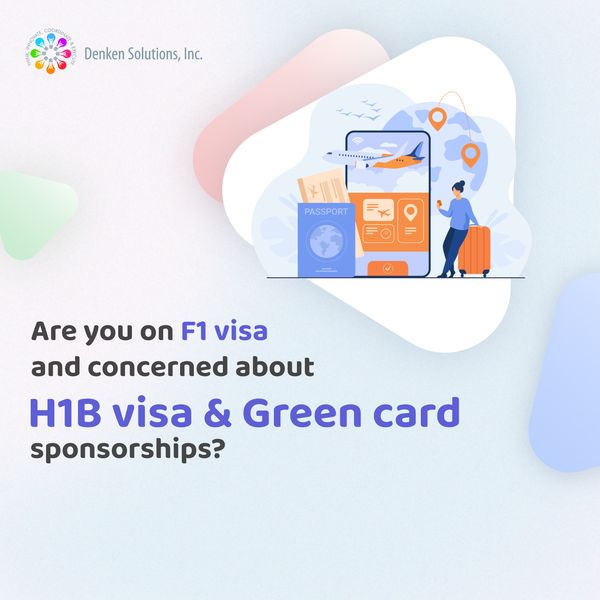 Denken Solutions, Inc.
PASSPORT
Are you on F1 visa
and concerned about
H1B visa & Green card
sponsorships?